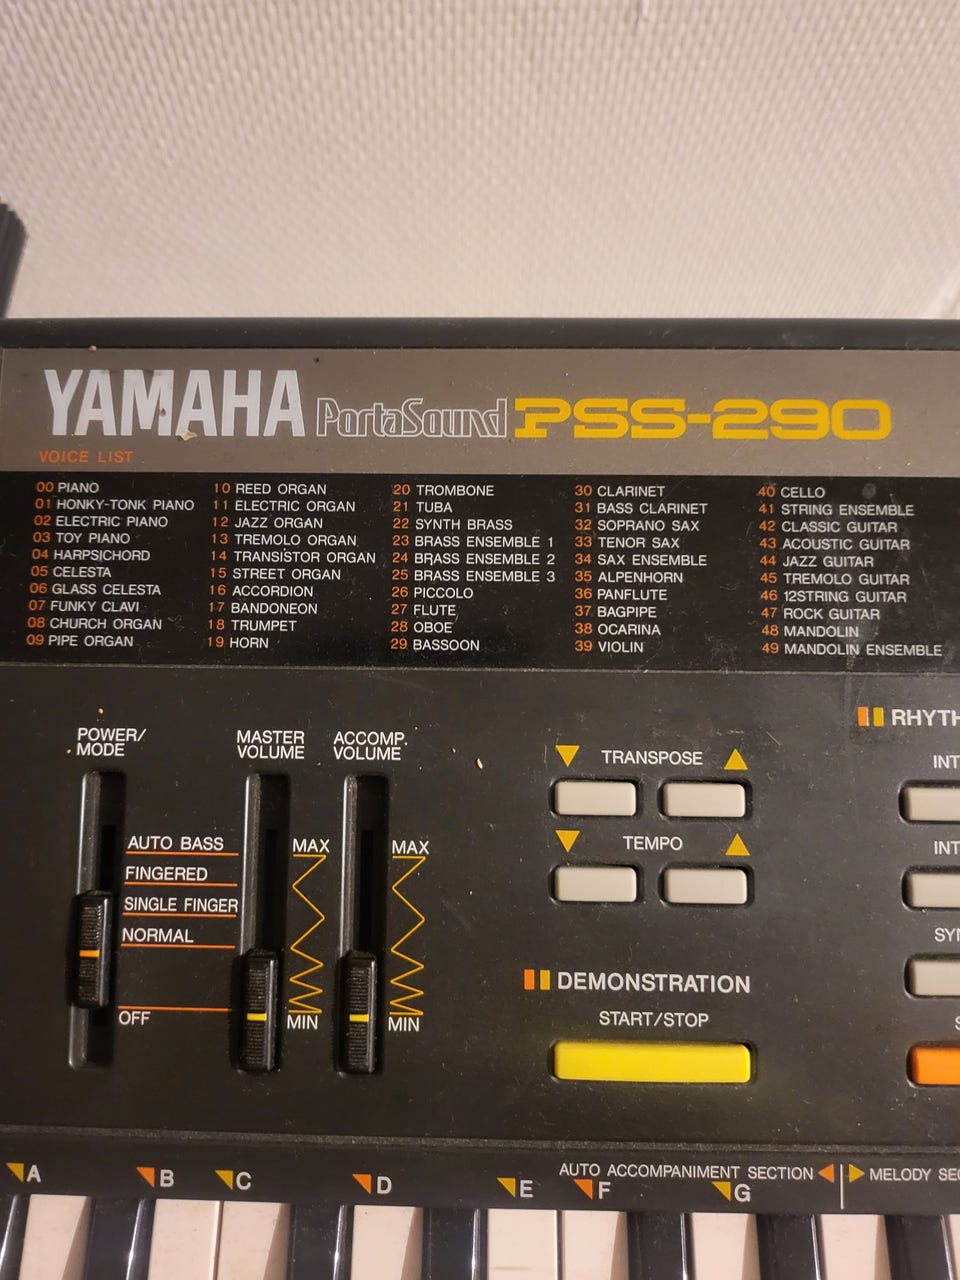 YAMAHA PortaSound PSS-290
VOICE LIST
00 PIANO
01 HONKY-TONK PIANO
02 ELECTRIC PIANO
03 TOY PIANO
04 HARPSICHORD
05 CELESTA
06 GLASS CELESTA
07 FUNKY CLAVI
08 CHURCH ORGAN
09 PIPE ORGAN
10 REED ORGAN
11 ELECTRIC ORGAN
12 JAZZ ORGAN
13 TREMOLO ORGAN
14 TRANSISTOR ORGAN
15 STREET ORGAN
16 ACCORDION
17 BANDONEON
18 TRUMPET
19 HORN
20 TROMBONE
21 TUBA
22 SYNTH BRASS
23 BRASS ENSEMBLE 1
24 BRASS ENSEMBLE 2
25 BRASS ENSEMBLE 3
26 PICCOLO
27 FLUTE
28 OBOE
29 BASSOON
30 CLARINET
31 BASS CLARINET
32 SOPRANO SAX
33 TENOR SAX
34 SAX ENSEMBLE
35 ALPENHORN
36 PANFLUTE
37 BAGPIPE
38 OCARINA
39 VIOLIN
40 CELLO
41 STRING ENSEMBLE
42 CLASSIC GUITAR
43 ACOUSTIC GUITAR
44 JAZZ GUITAR
45 TREMOLO GUITAR
46 12STRING GUITAR
47 ROCK GUITAR
48 MANDOLIN
49 MANDOLIN ENSEMBLE
POWER/
MODE
AUTO BASS
FINGERED
SINGLE FINGER
NORMAL
OFF
MASTER
VOLUME
MAX
MIN
ACCOMP.
VOLUME
MAX
MIN
TRANSPOSE
TEMPO
DEMONSTRATION
START/STOP
RHYTH
INT
INT
SYN
S
AUTO ACCOMPANIMENT SECTION
MELODY SEC
A B C D E F G